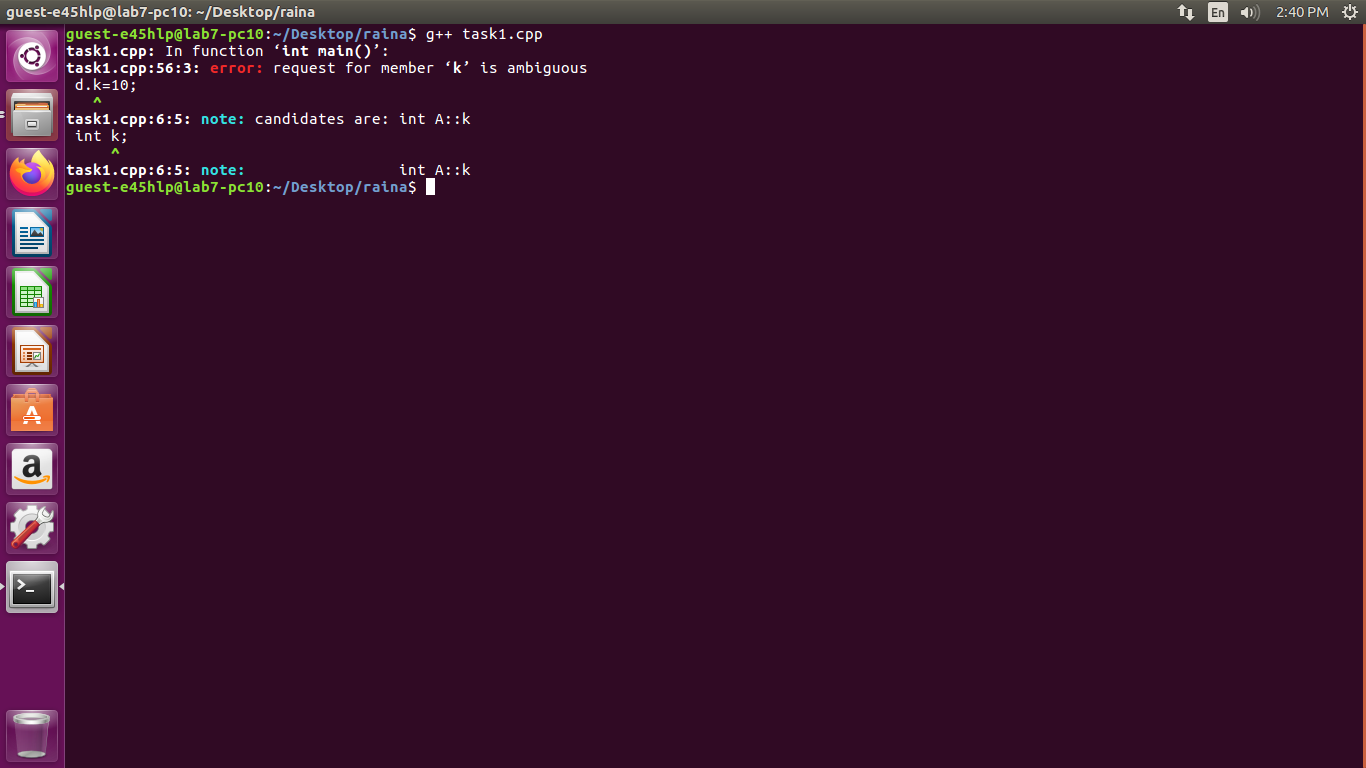 guest-e45hlp@lab7-pc10: ~/Desktop/raina
En
2:40 PM
guest-e45hlp@lab7-pc10:~/Desktop/raina$ g++ task1.cpp
task1.cpp: In function ‘int main()’:
task1.cpp:56:3: error: request for member ‘k’ is ambiguous
 d.k=10;
   ^
task1.cpp:6:5: note: candidates are: int A::k
 int k;
     ^
task1.cpp:6:5: note:                 int A::k
guest-e45hlp@lab7-pc10:~/Desktop/raina$
A
a
>_